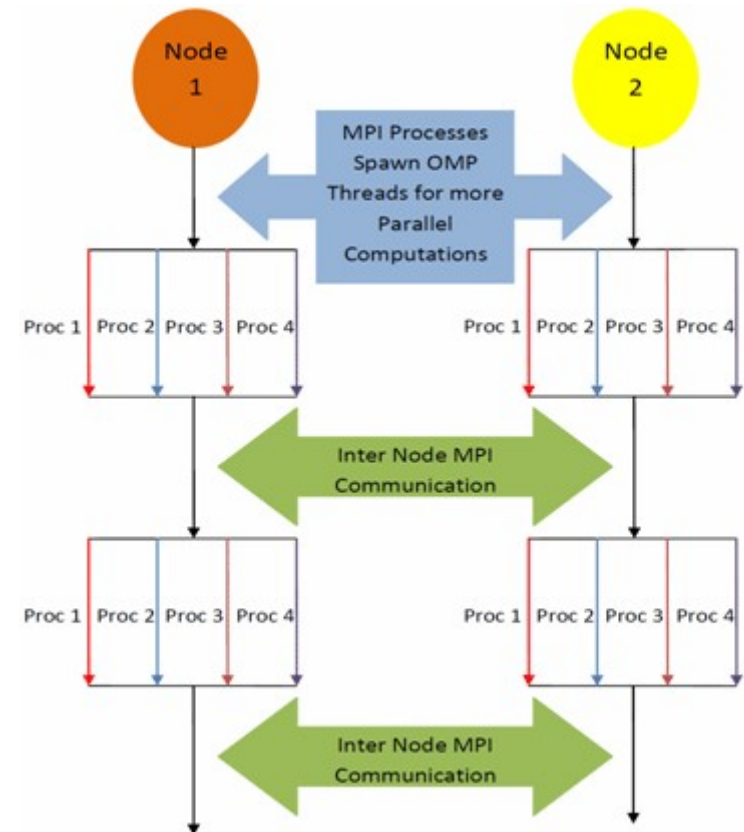 Node
1
Node
2
MPI Processes
Spawn OMP
Threads for more
Parallel
Computations
Proc 1 Proc 2 Proc 3 Proc 4
Proc 1 Proc 2 Proc 3 Proc 4
Inter Node MPI
Communication
Proc 1 Proc 2 Proc 3 Proc 4
Proc 1 Proc 2 Proc 3 Proc 4
Inter Node MPI
Communication